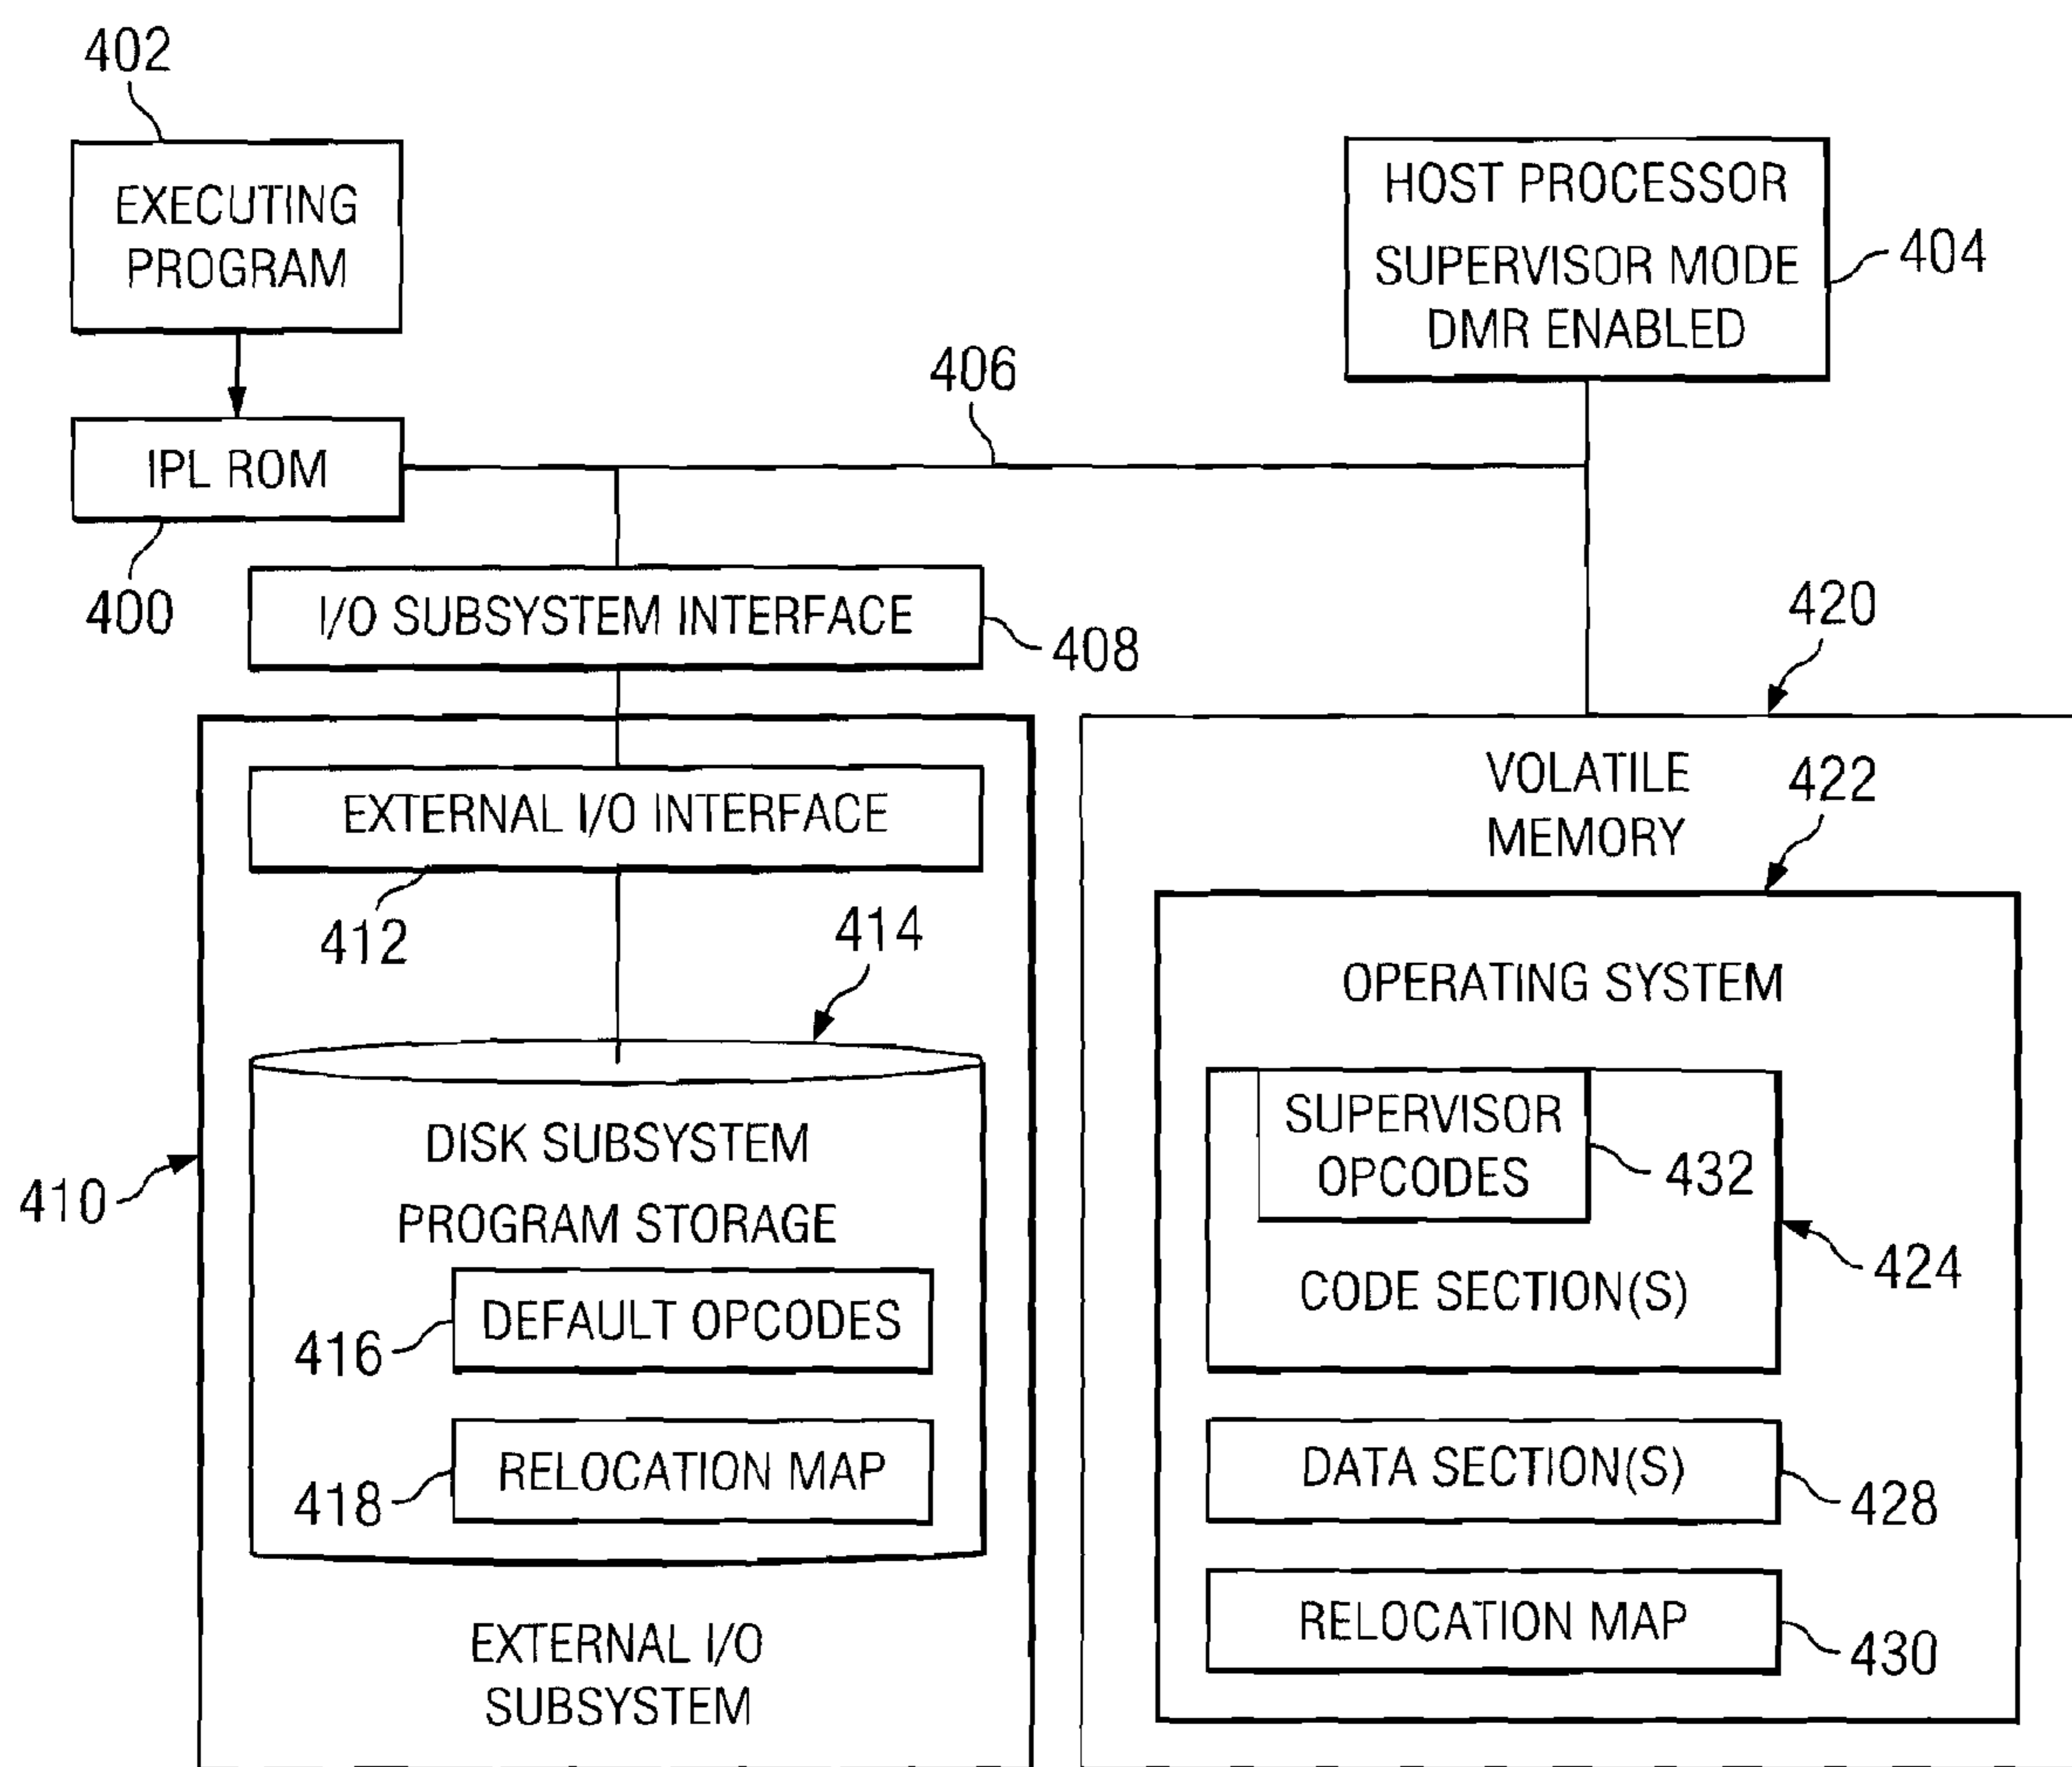 402
EXECUTING
PROGRAM
HOST PROCESSOR
SUPERVISOR MODE
DMR ENABLED
404
406
IPL ROM
400
I/O SUBSYSTEM INTERFACE
408
420
VOLATILE
MEMORY
422
EXTERNAL I/O INTERFACE
412
414
OPERATING SYSTEM
DISK SUBSYSTEM
PROGRAM STORAGE
410
SUPERVISOR
OPCODES
432
CODE SECTION(S)
424
DEFAULT OPCODES
416
RELOCATION MAP
418
DATA SECTION(S)
428
RELOCATION MAP
430
EXTERNAL I/O
SUBSYSTEM